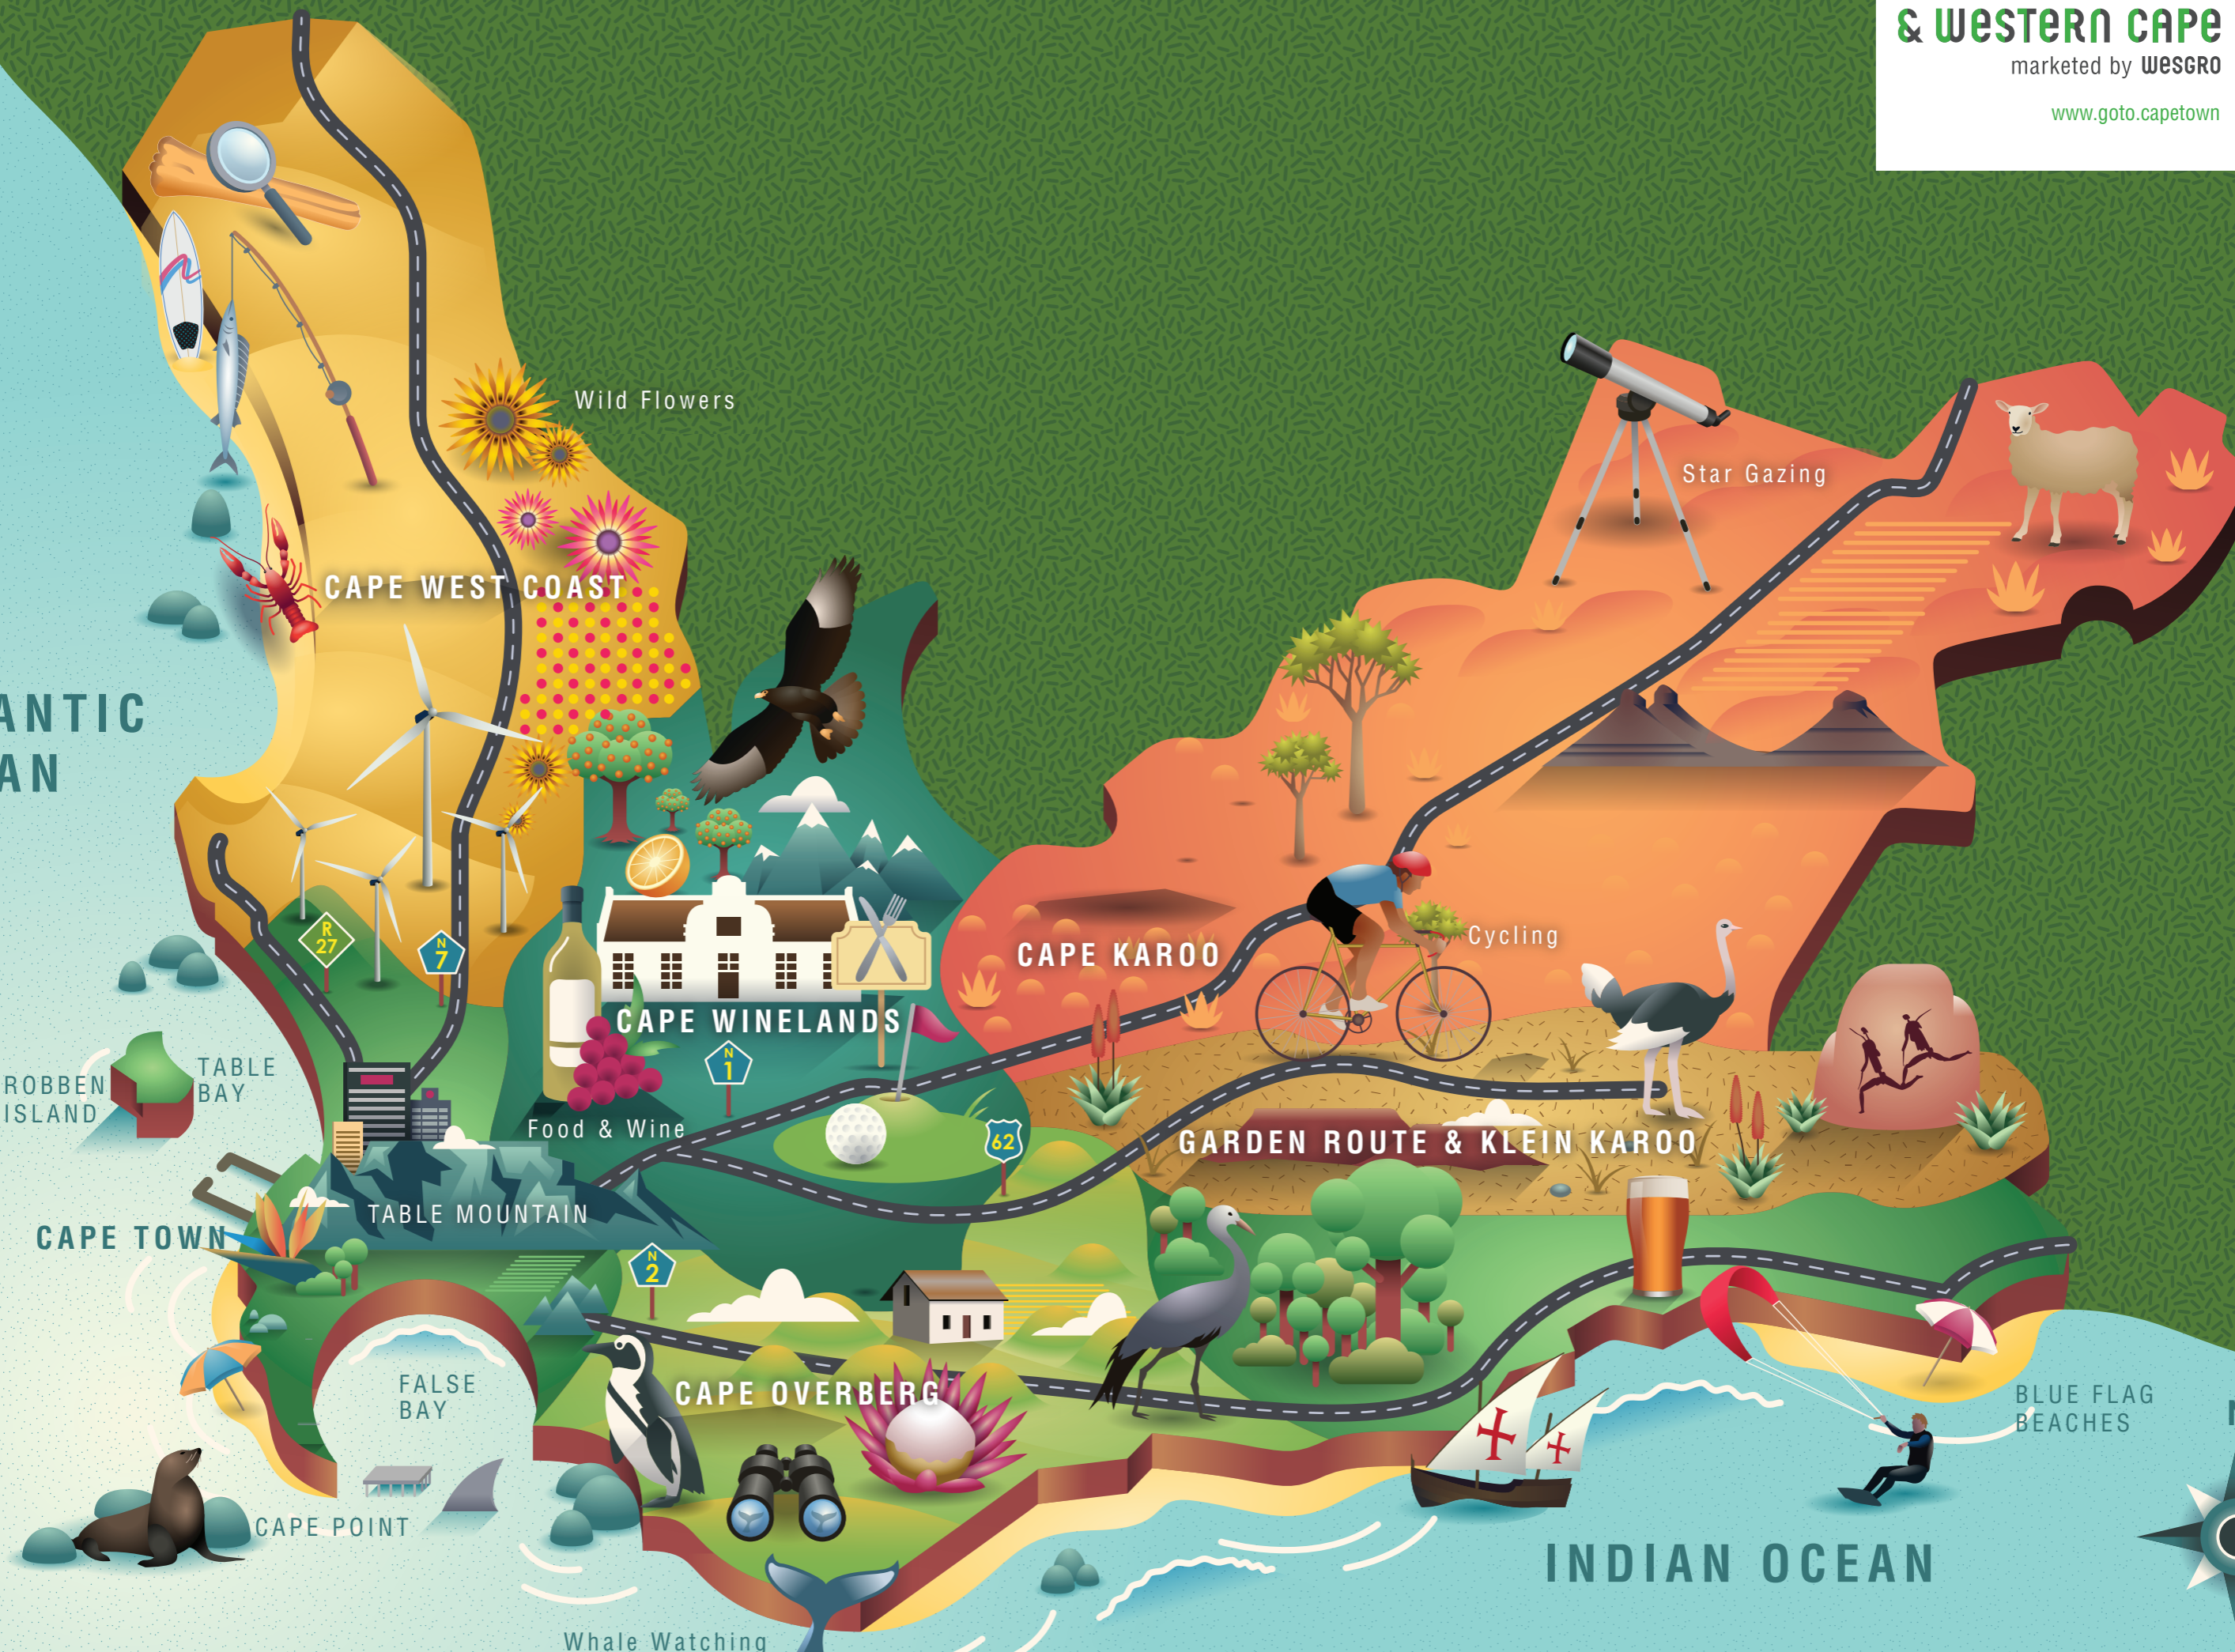 & WESTERN CAPE
marketed by WESGRO
www.goto.capetown
Wild Flowers
Star Gazing
CAPE WEST COAST
ANTIC
AN
CAPE KAROO
Cycling
R
27
N
7
CAPE WINELANDS
N
1
ROBBEN
ISLAND
TABLE
BAY
Food & Wine
62
GARDEN ROUTE & KLEIN KAROO
TABLE MOUNTAIN
CAPE TOWN
N
2
FALSE
BAY
CAPE OVERBERG
BLUE FLAG
BEACHES
CAPE POINT
INDIAN OCEAN
Whale Watching